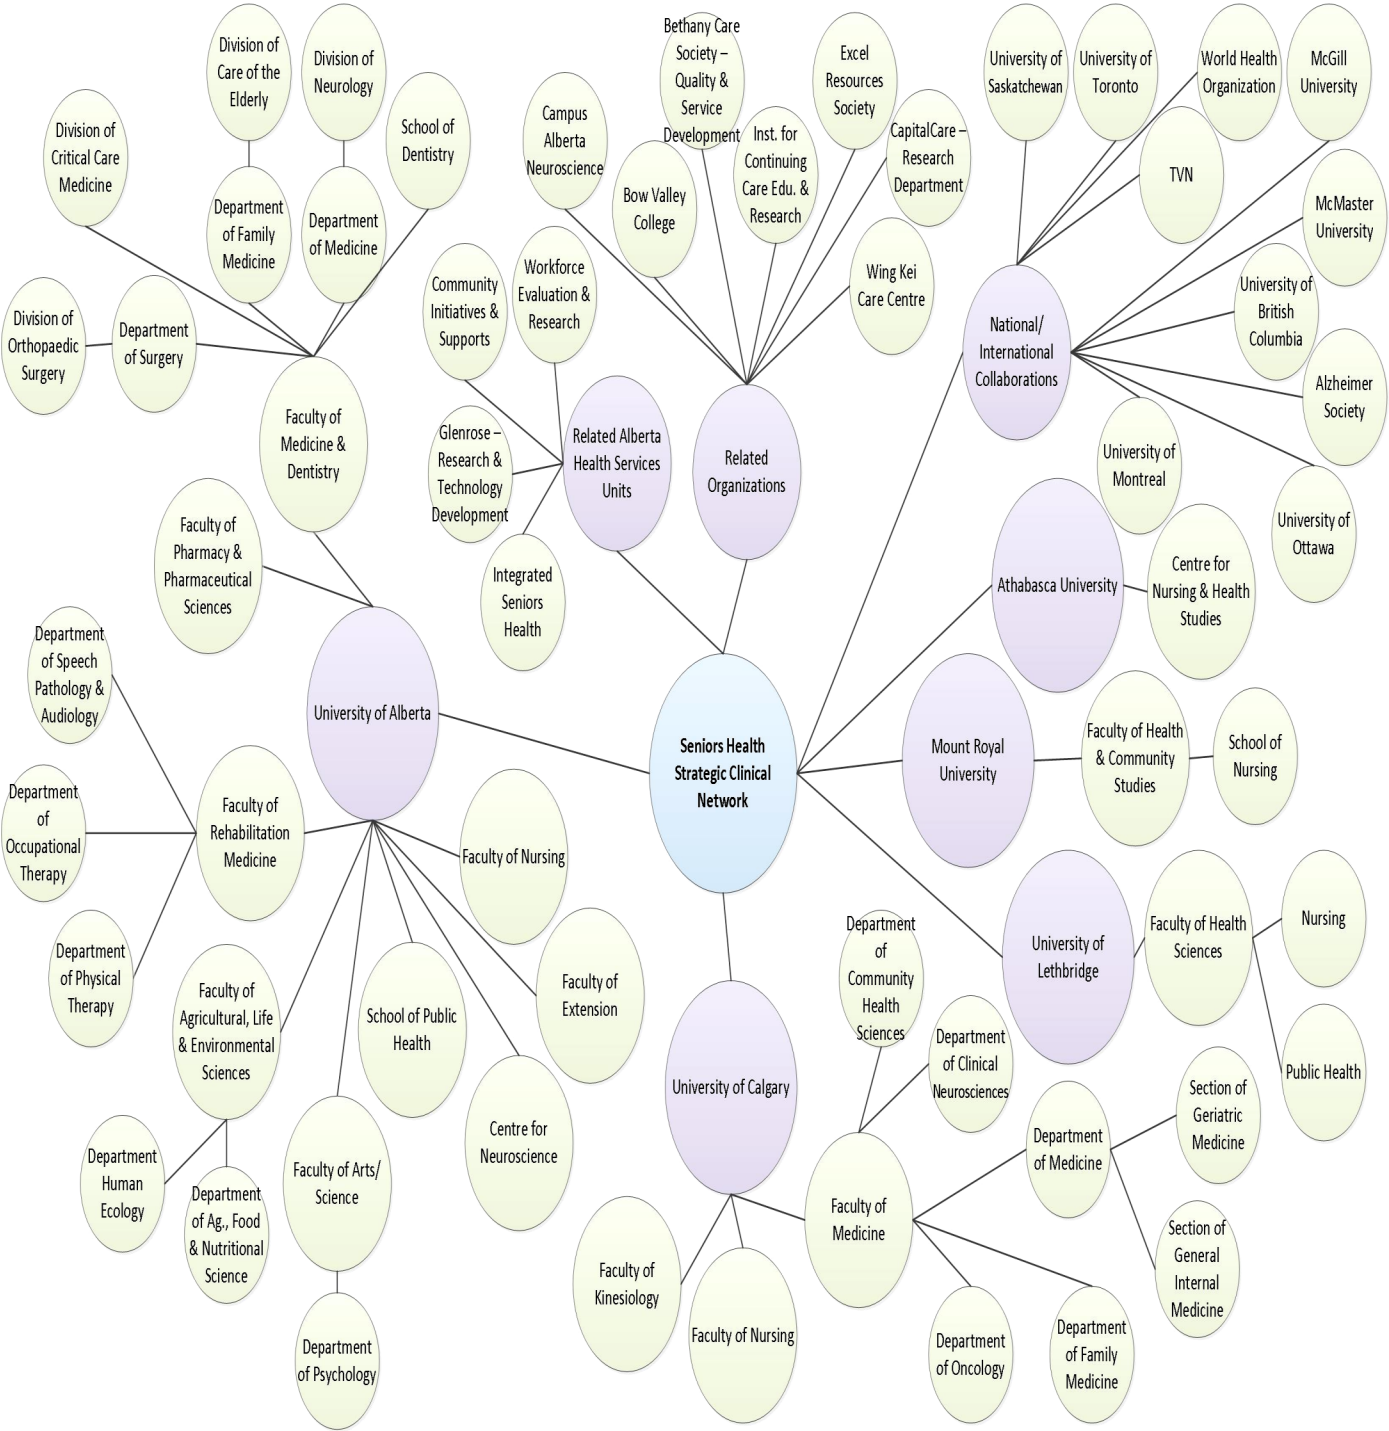 Division of
Care of the
Elderly
Division of
Neurology
School of
Dentistry
Division of
Critical Care
Medicine
Department
of Family
Medicine
Department
of Medicine
Division of
Orthopaedic
Surgery
Department
of Surgery
Faculty of
Medicine &
Dentistry
Faculty of
Pharmacy &
Pharmaceutical
Sciences
Campus
Alberta
Neuroscience
Bethany Care
Society –
Quality &
Service
Development
Bow Valley
College
Inst. for
Continuing
Care Edu. &
Research
Excel
Resources
Society
CapitalCare –
Research
Department
Wing Kei
Care Centre
Community
Initiatives &
Supports
Workforce
Evaluation &
Research
Glenrose –
Research &
Technology
Development
Integrated
Seniors
Health
Related Alberta
Health Services
Units
Related
Organizations
University of
Saskatchewan
University of
Toronto
World Health
Organization
McGill
University
TVN
McMaster
University
University of
British
Columbia
National/
International
Collaborations
Alzheimer
Society
University of
Montreal
University of
Ottawa
Athabasca University
Centre for
Nursing & Health
Studies
Mount Royal
University
Faculty of Health
& Community
Studies
School of
Nursing
Seniors Health
Strategic Clinical
Network
University of Alberta
Department
of Speech
Pathology &
Audiology
Department
of
Occupational
Therapy
Faculty of
Rehabilitation
Medicine
Department
of Physical
Therapy
Faculty of Nursing
Faculty of
Extension
School of Public
Health
Centre for
Neuroscience
Faculty of
Agricultural, Life
& Environmental
Sciences
Department
Human
Ecology
Department
of Ag., Food
& Nutritional
Science
Faculty of Arts/
Science
Department
of Psychology
University of
Lethbridge
Faculty of Health
Sciences
Nursing
Public Health
University of Calgary
Department
of
Community
Health
Sciences
Department
of Clinical
Neurosciences
Faculty of
Medicine
Department
of Medicine
Section of
Geriatric
Medicine
Section of
General
Internal
Medicine
Faculty of
Kinesiology
Faculty of Nursing
Department
of Oncology
Department
of Family
Medicine